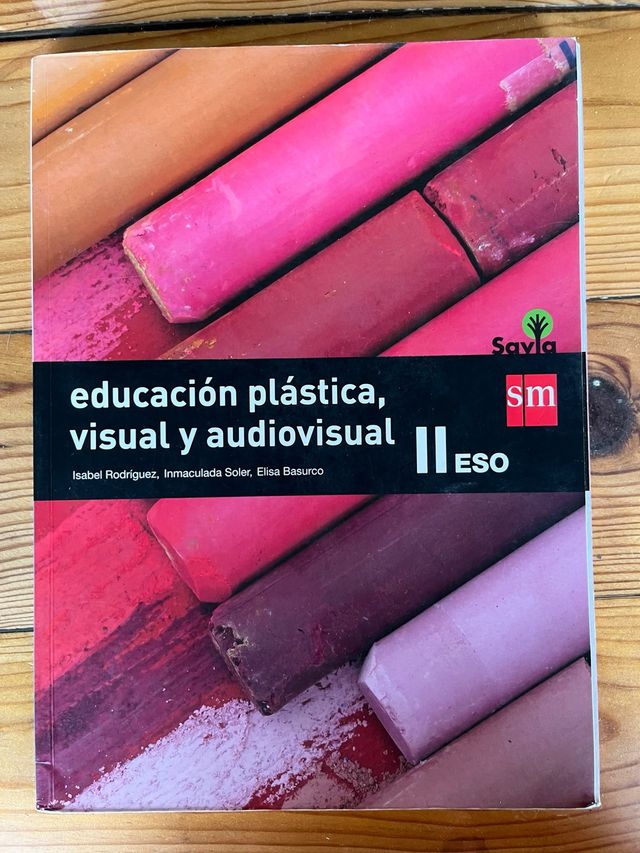 Savia
educación plástica,
visual y audiovisual
II ESO
sm
Isabel Rodríguez, Inmaculada Soler, Elisa Basurco